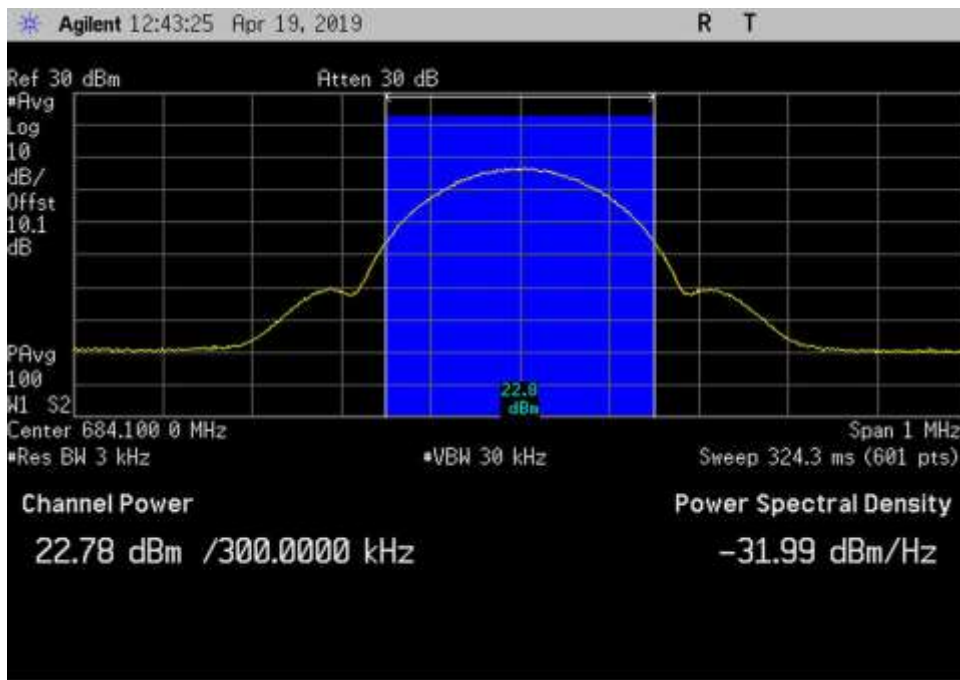 Agilent 12:43:25 Apr 19, 2019 R T
Ref 30 dBm Atten 30 dB
#Avg
Log
10
dB/
Offst
10.1
dB
PAvg
100
W1 S2
22.8
dBm
Center 684.100 0 MHz Span 1 MHz
#Res BW 3 kHz #VBW 30 kHz Sweep 324.3 ms (601 pts)
Channel Power Power Spectral Density
22.78 dBm /300.0000 kHz -31.99 dBm/Hz